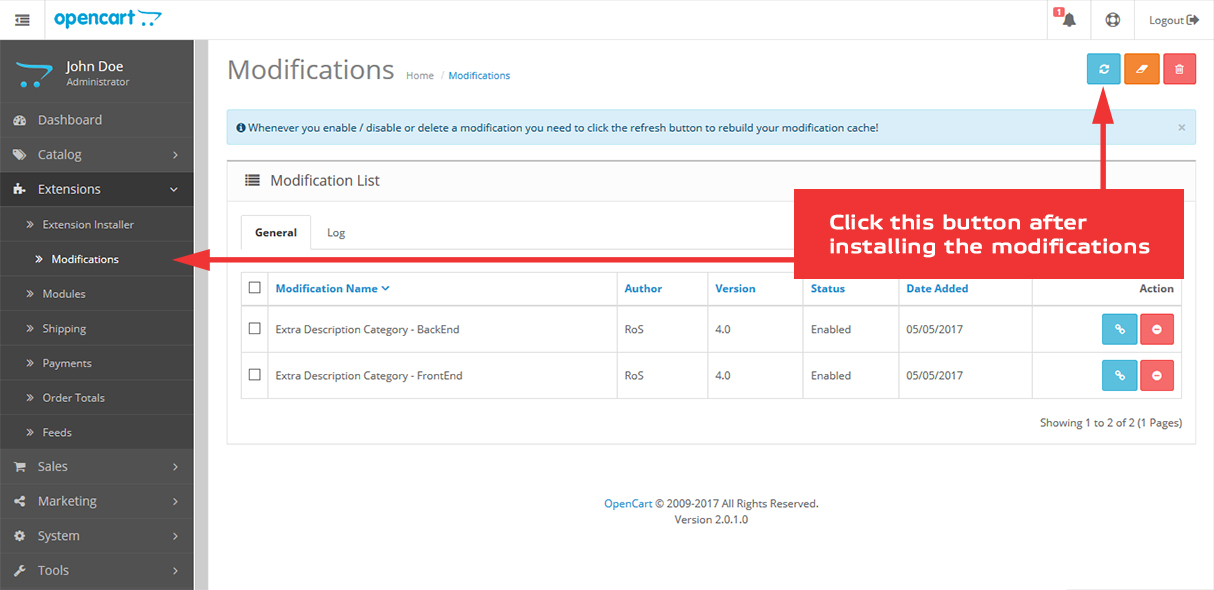 opencart
1
Logout
John Doe
Administrator
Dashboard
Catalog
Extensions
Extension Installer
Modifications
Modules
Shipping
Payments
Order Totals
Feeds
Sales
Marketing
System
Tools
Modifications
Home / Modifications
Whenever you enable / disable or delete a modification you need to click the refresh button to rebuild your modification cache! ×
Modification List
Click this button after
installing the modifications
General Log
Modification Name Author Version Status Date Added Action
Extra Description Category - BackEnd RoS 4.0 Enabled 05/05/2017
Extra Description Category - FrontEnd RoS 4.0 Enabled 05/05/2017
Showing 1 to 2 of 2 (1 Pages)
OpenCart © 2009-2017 All Rights Reserved.
Version 2.0.1.0